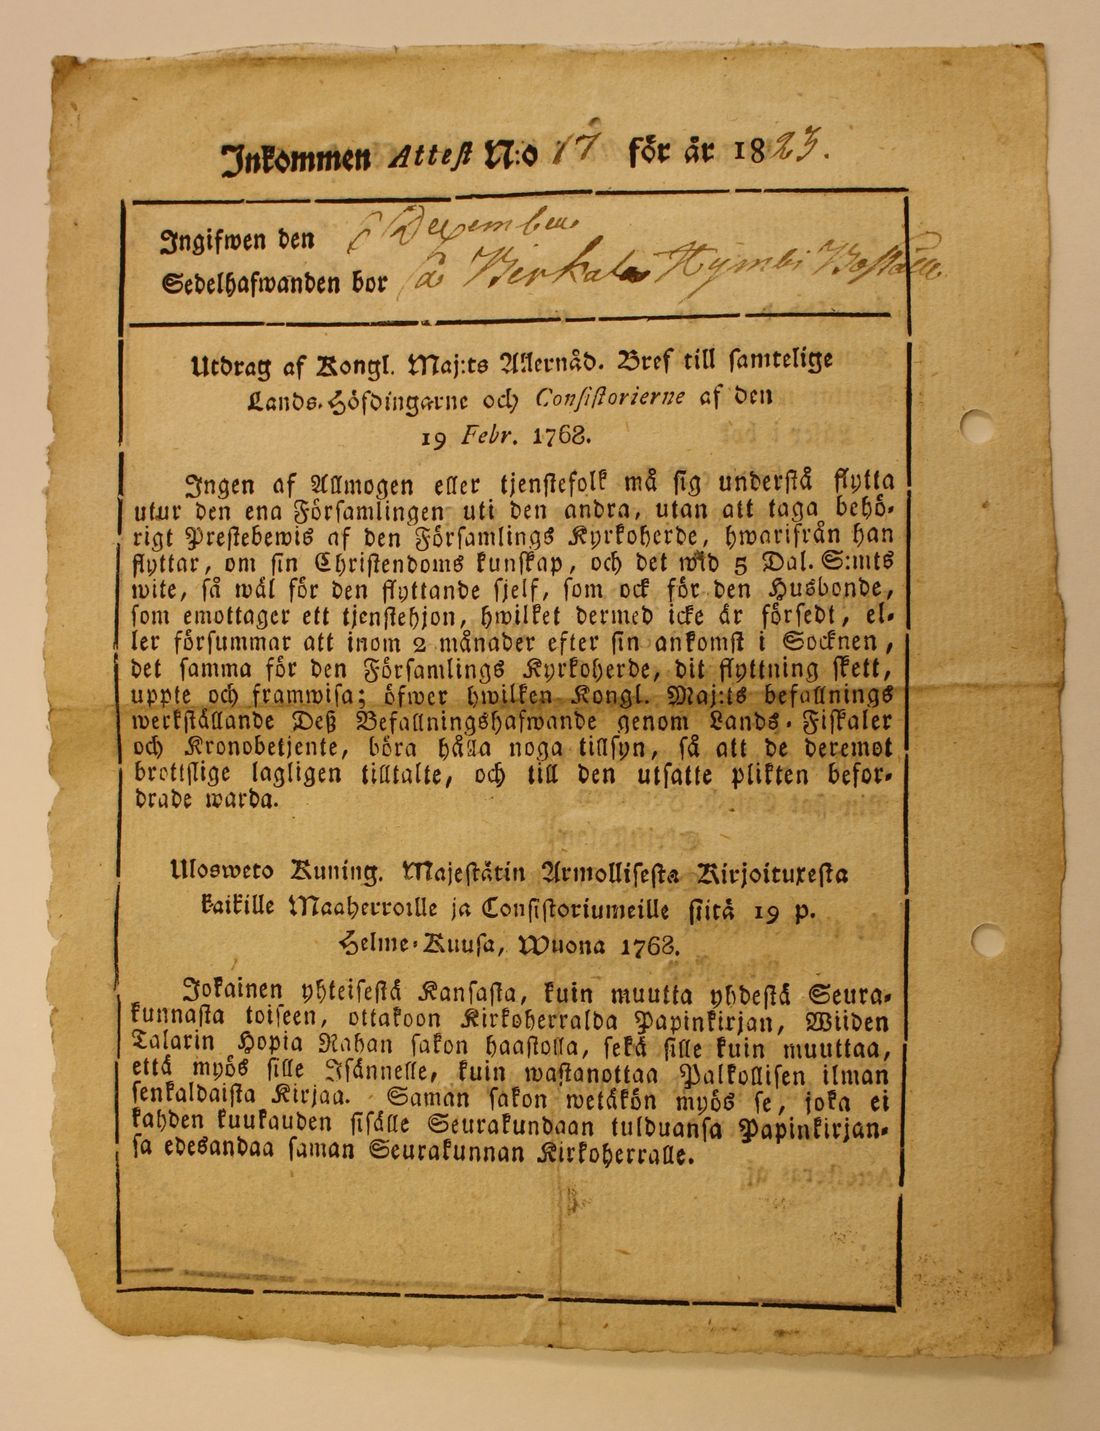 Inkommen Attest N:o 17 för år 1823.
Ingifwen den 6 December
Sedelhafwanden bor på Birkala Hymbi Boställe
Utdrag af Kongl. Maj:ts Allernåd. Bref till samtelige
Lands-Höfdingarne och Consistorierne af den
19 Febr. 1768.
Ingen af Allmogen eller tjenstefolk må sig understå flytta
utur den ena Församlingen uti den andra, utan att taga behö-
rigt Prestebewis af den Församlings Kyrkoherde, hwarifrån han
flyttar, om sin Christendoms kunskap, och det wid 5 Dal. S:mts
wite, så wäl för den flyttande sjelf, som ock för den Husbonde,
som emottager ett tjenstehjon, hwilket dermed icke är försedt, el-
ler försummar att inom 2 månader efter sin ankomst i Socknen,
det samma för den Församlings Kyrkoherde, dit flyttning skett,
uppte och framwisa; öfwer hwilken Kongl. Maj:ts befallnings
werkställande Deß Befallningshafwande genom Lands-Fiskaler
och Kronobetjente, böra hålla noga tillsyn, så att de deremot
brottslige lagligen tilltalte, och till den utsatte plikten befor-
drade warda.
Ulosweto Kuning. Majestätin Armollisesta Kirjoituxesta
kaikille Maaherroille ja Consistoriumeille siitä 19 p.
Helme-Kuusa, Wuona 1768.
Jokainen yhteisestä Kansasta, kuin muutta yhdestä Seura-
kunnasta toiseen, ottakoon Kirkoherralda Papinkirjan, Wiiden
Talarin Hopia Rahan sakon haastolla, sekä sille kuin muuttaa,
että myös sille Isännelle, kuin wastanottaa Palkollisen ilman
senkaldaista Kirjaa. Saman sakon wetäkön myös se, joka ei
kahden kuukauden sisälle Seurakundaan tulduansa Papinkirjan-
sa edesandaa saman Seurakunnan Kirkoherralle.